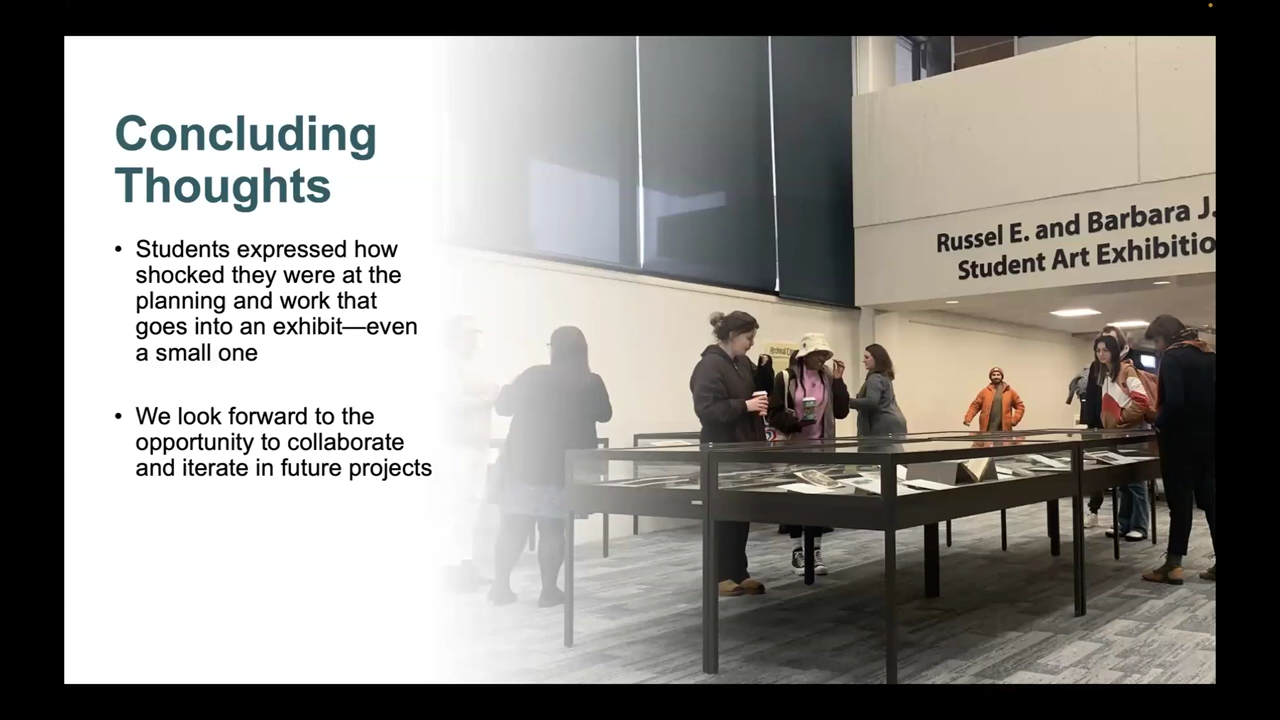 Concluding
Thoughts
• Students expressed how
shocked they were at the
planning and work that
goes into an exhibit—even
a small one
• We look forward to the
opportunity to collaborate
and iterate in future projects
Russel E. and Barbara J.
Student Art Exhibitio